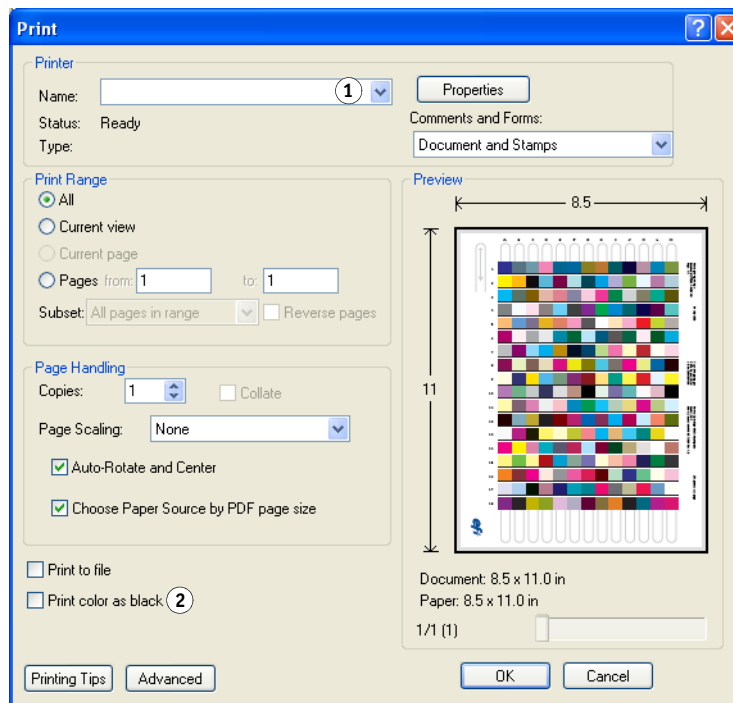 Print
Printer
Name:
1
Properties
Status: Ready
Comments and Forms:
Type:
Document and Stamps
Print Range
All
Current view
Current page
Pages from: 1 to: 1
Subset: All pages in range Reverse pages
Preview
8.5
11
Page Handling
Copies: 1 Collate
Page Scaling: None
Auto-Rotate and Center
Choose Paper Source by PDF page size
Print to file
Print color as black 2
Document: 8.5 x 11.0 in
Paper: 8.5 x 11.0 in
1/1 (1)
Printing Tips Advanced OK Cancel